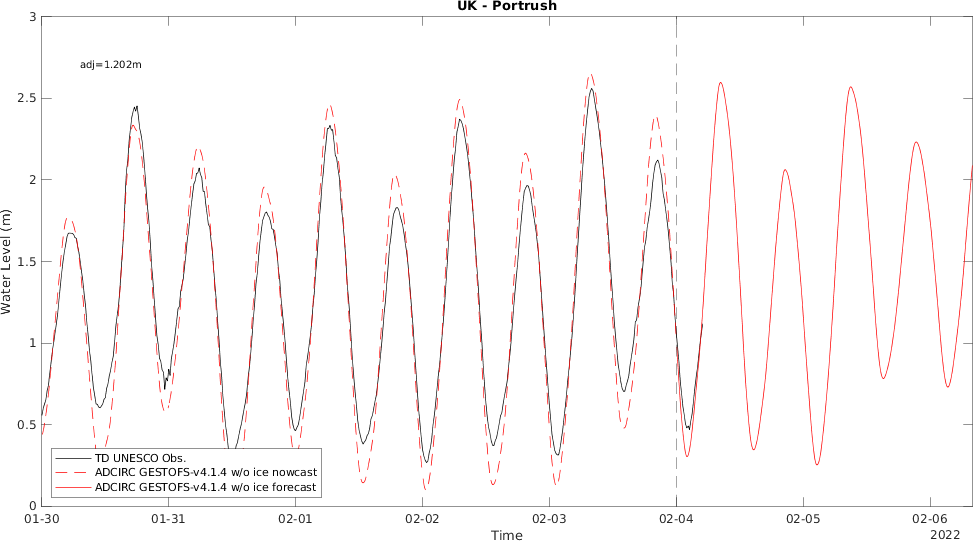 UK - Portrush
3
adj=1.202m
2.5
2
1.5
1
0.5
0
Water Level (m)
TD UNESCO Obs.
ADCIRC GESTOFS-v4.1.4 w/o ice nowcast
ADCIRC GESTOFS-v4.1.4 w/o ice forecast
01-30 01-31 02-01 02-02 02-03 02-04 02-05 02-06
Time
2022